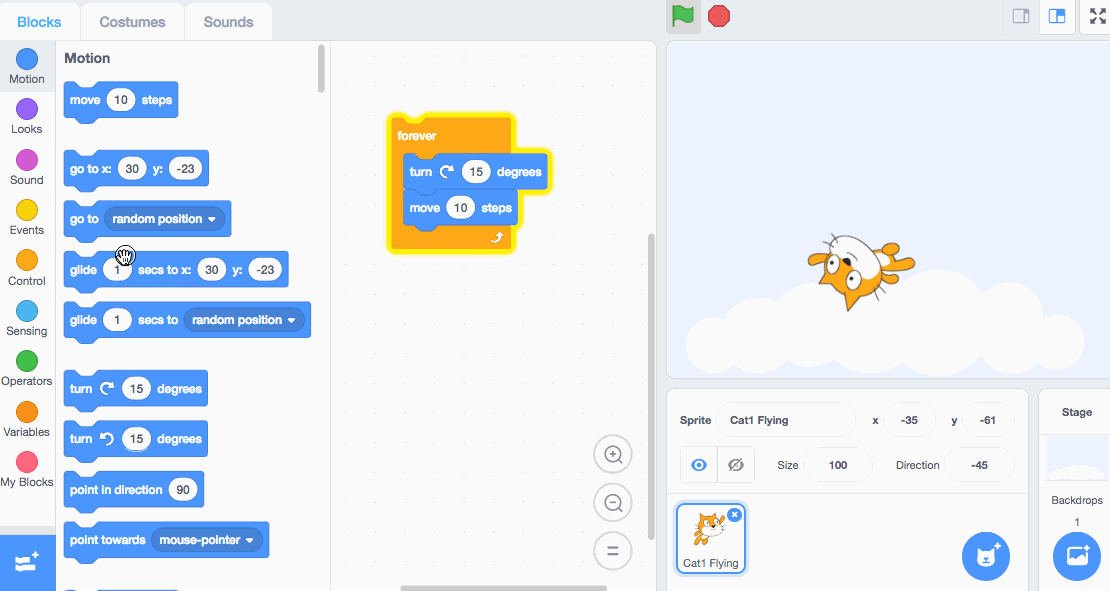 Blocks
Costumes
Sounds
Motion
Looks
Sound
Events
Control
Sensing
Operators
Variables
My Blocks
Motion
move 10 steps
go to x: 30 y: -23
go to random position
glide 1 secs to x: 30 y: -23
glide 1 secs to random position
turn 15 degrees
turn 15 degrees
point in direction 90
point towards mouse-pointer
forever
turn 15 degrees
move 10 steps
Sprite Cat1 Flying x -35 y -61
Size 100 Direction -45
Cat1 Flying
Stage
Backdrops
1